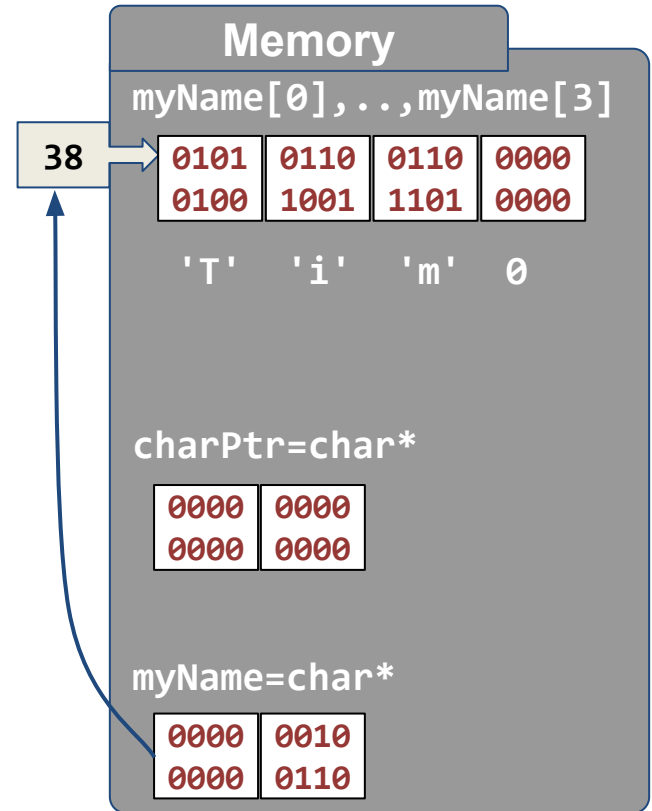 Memory
myName[0],..,myName[3]
38
0101 0110 0110 0000
0100 1001 1101 0000
'T' 'i' 'm' 0
charPtr=char*
0000 0000
0000 0000
myName=char*
0000 0010
0000 0110